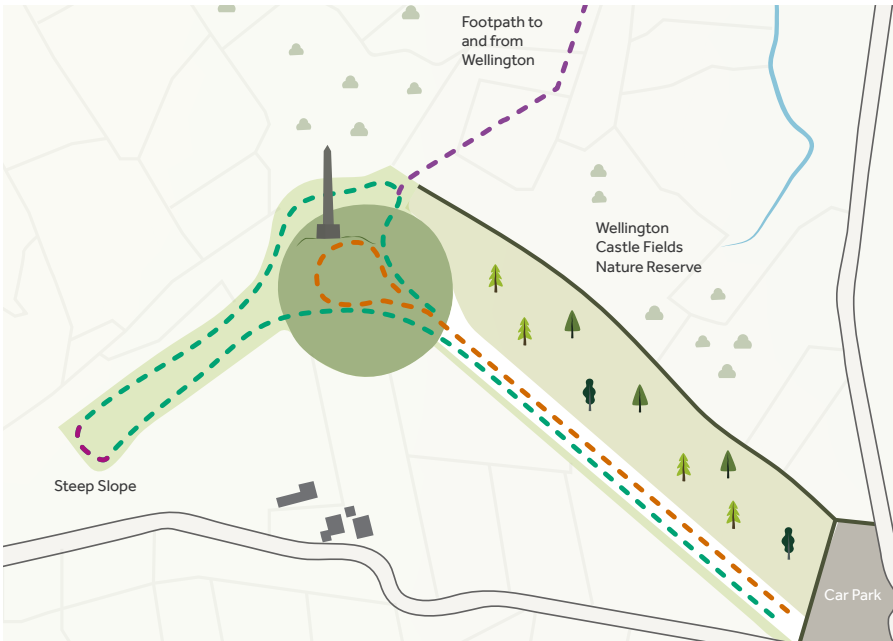 Footpath to
and from
Wellington
Wellington
Castle Fields
Nature Reserve
Steep Slope
Car Park